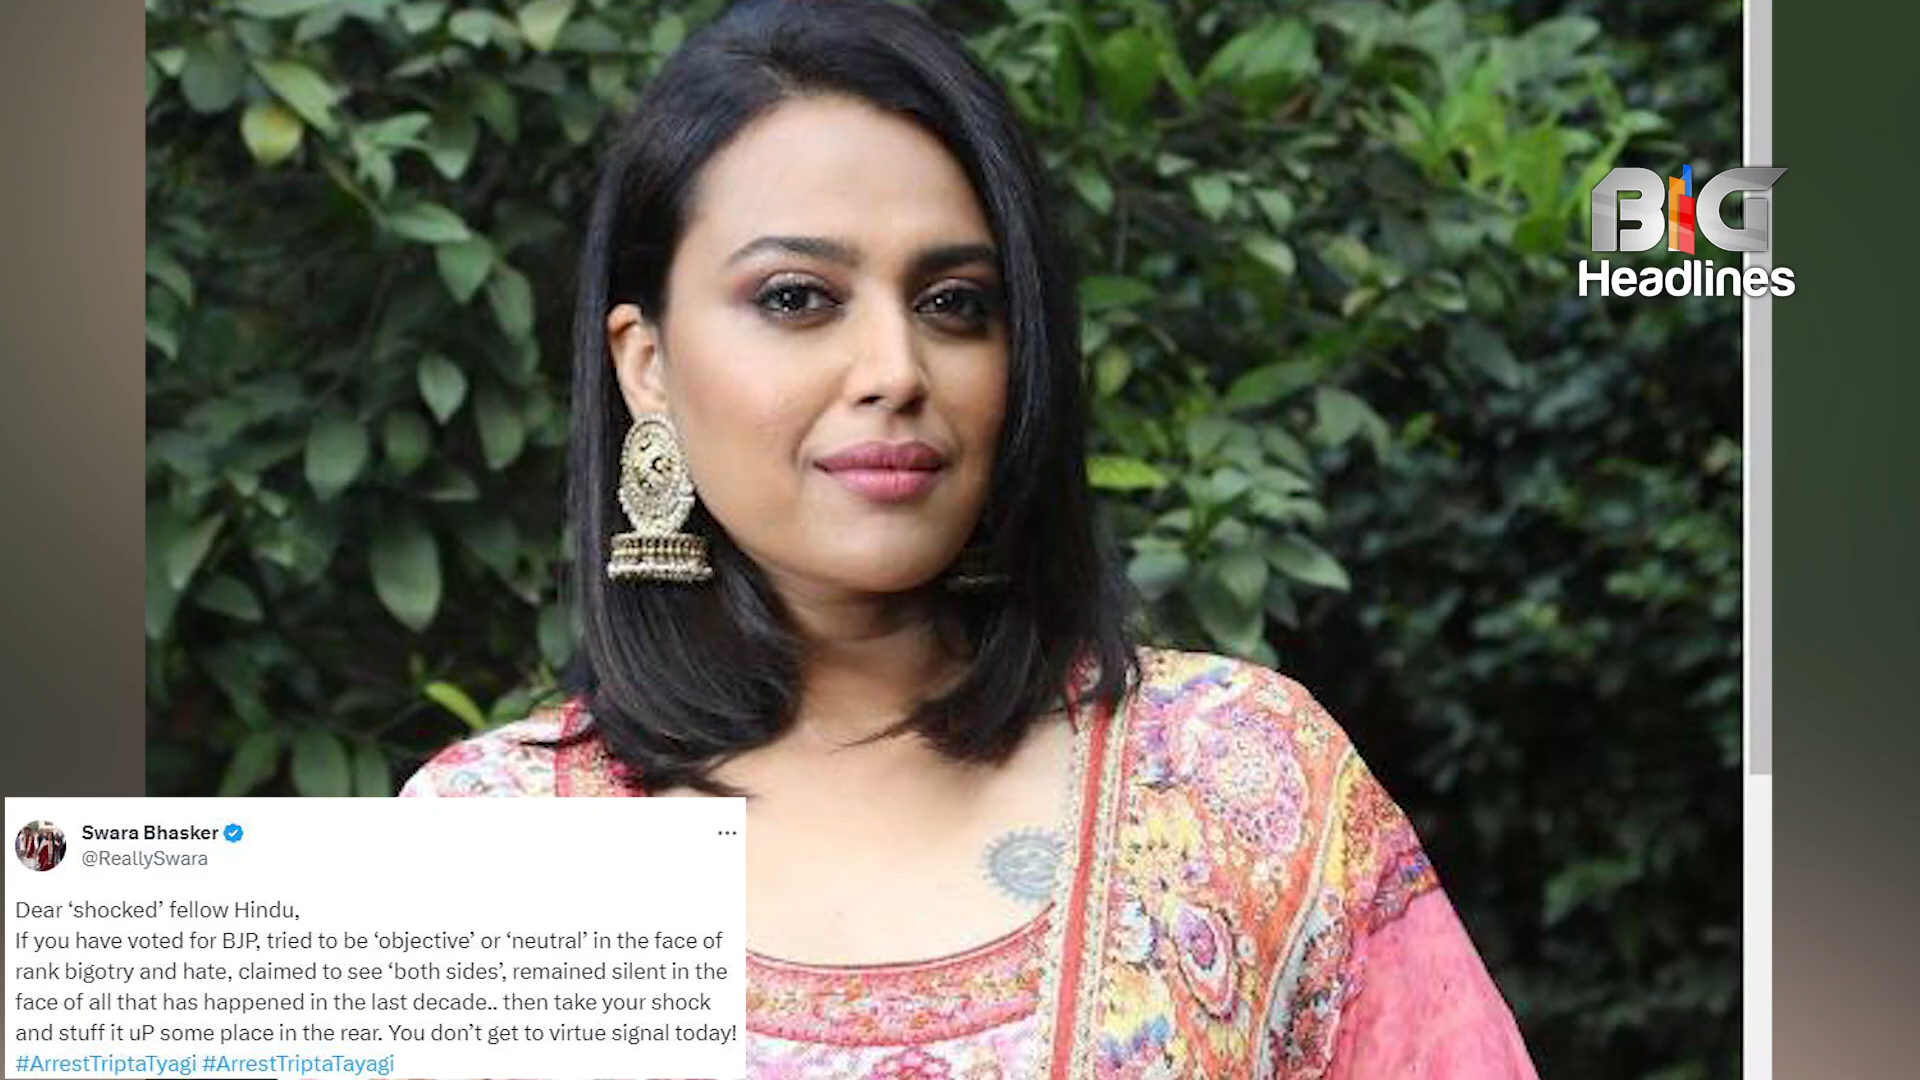 BIG
Headlines
Swara Bhasker
@ReallySwara
Dear ‘shocked’ fellow Hindu,
If you have voted for BJP, tried to be ‘objective’ or ‘neutral’ in the face of
rank bigotry and hate, claimed to see ‘both sides’, remained silent in the
face of all that has happened in the last decade.. then take your shock
and stuff it uP some place in the rear. You don’t get to virtue signal today!
#ArrestTriptaTyagi #ArrestTriptaTayagi